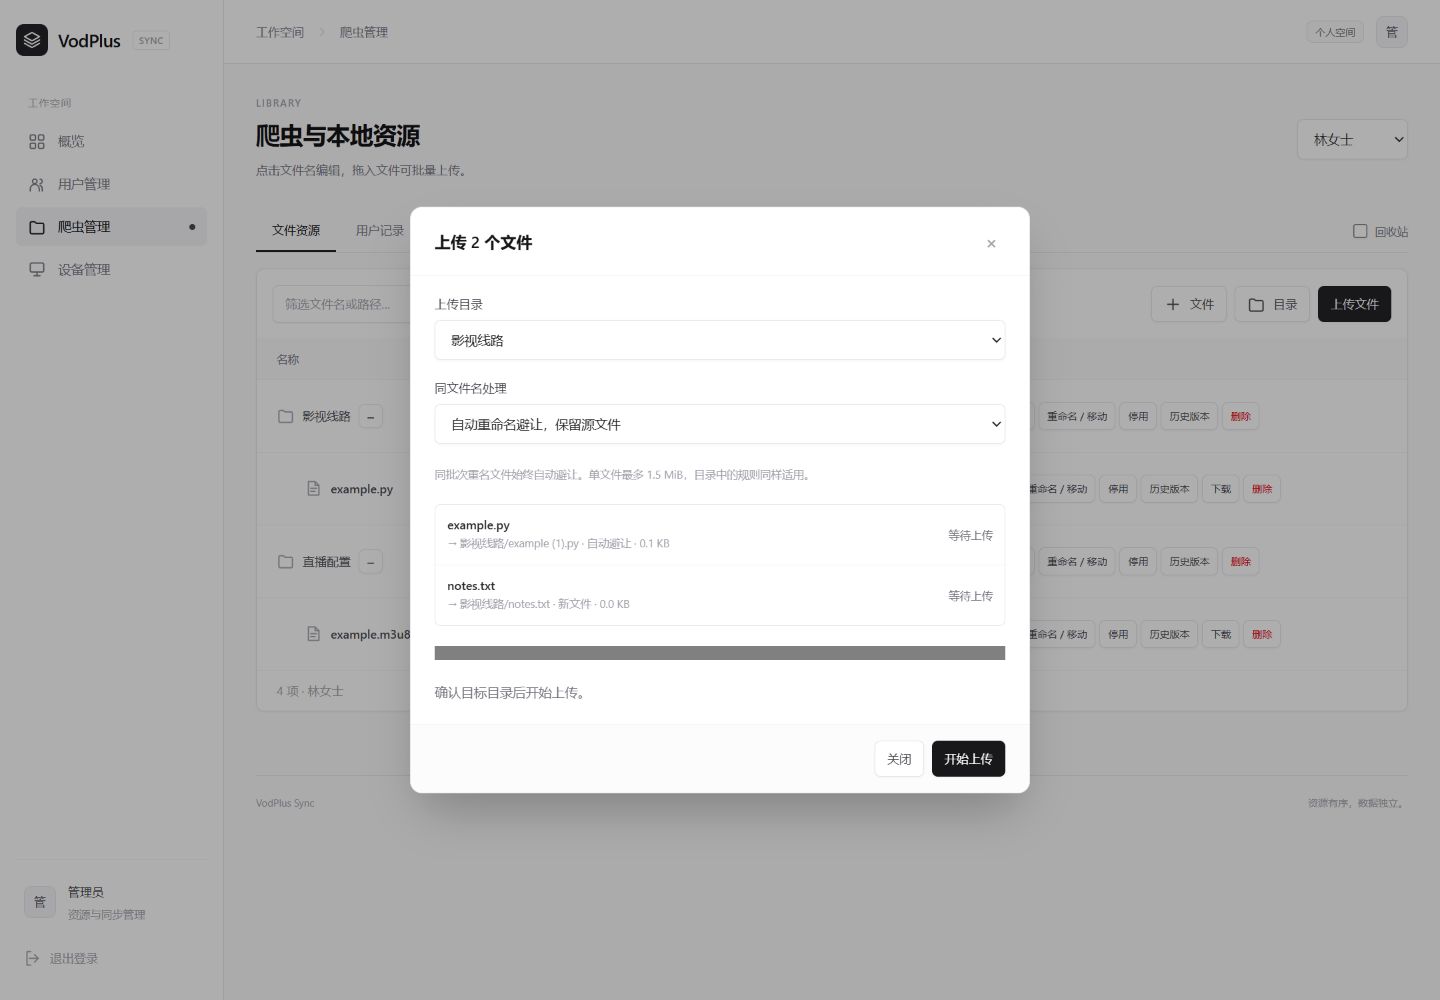 VodPlus SYNC
工作空间
概览
用户管理
爬虫管理
设备管理
管 管理员
资源与同步管理
退出登录
工作空间 爬虫管理
个人空间 管
LIBRARY
爬虫与本地资源
点击文件名编辑，拖入文件可批量上传。
林女士
文件资源 用户记录
回收站
筛选文件名或路径...
文件 目录 上传文件
名称
影视线路 –
重命名 / 移动 停用 历史版本 删除
example.py
重命名 / 移动 停用 历史版本 下载 删除
直播配置 –
重命名 / 移动 停用 历史版本 删除
example.m3u8
重命名 / 移动 停用 历史版本 下载 删除
4 项 · 林女士
VodPlus Sync
资源有序，数据独立。
上传 2 个文件 ×
上传目录
影视线路
同文件名处理
自动重命名避让，保留源文件
同批次重名文件始终自动避让。单文件最多 1.5 MiB，目录中的规则同样适用。
example.py
→ 影视线路/example (1).py · 自动避让 · 0.1 KB
等待上传
notes.txt
→ 影视线路/notes.txt · 新文件 · 0.0 KB
等待上传
确认目标目录后开始上传。
关闭 开始上传